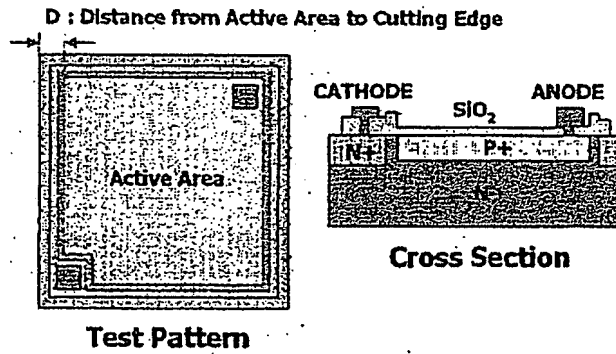 D : Distance from Active Area to Cutting Edge
CATHODE
ANODE
SiO₂
N+
P+
Active Area
Cross Section
Test Pattern